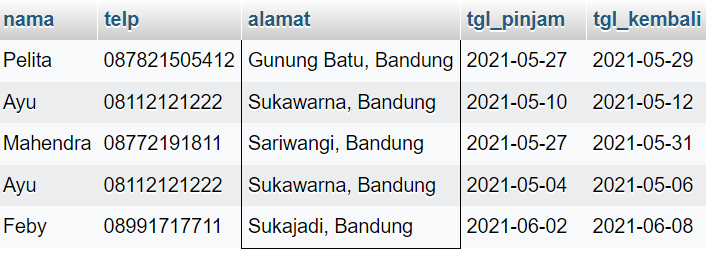 nama telp alamat tgl_pinjam tgl_kembali
Pelita 087821505412 Gunung Batu, Bandung 2021-05-27 2021-05-29
Ayu 08112121222 Sukawarna, Bandung 2021-05-10 2021-05-12
Mahendra 08772191811 Sariwangi, Bandung 2021-05-27 2021-05-31
Ayu 08112121222 Sukawarna, Bandung 2021-05-04 2021-05-06
Feby 08991717711 Sukajadi, Bandung 2021-06-02 2021-06-08